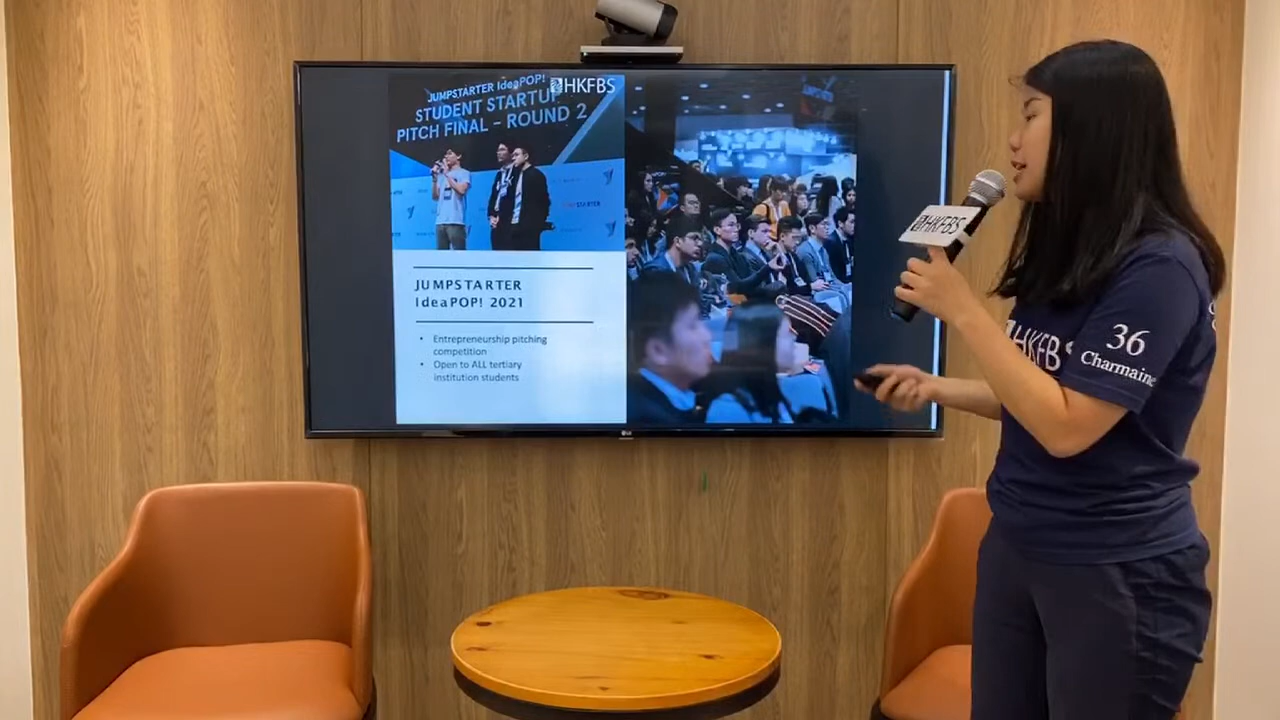 JUMPSTARTER IdeaPOP!
HKFBS
STUDENT STARTUP
PITCH FINAL – ROUND 2
JUMPSTARTER
IdeaPOP! 2021
• Entrepreneurship pitching
competition
• Open to ALL tertiary
institution students
LG
HKFBS
HKFBS
36
Charmaine